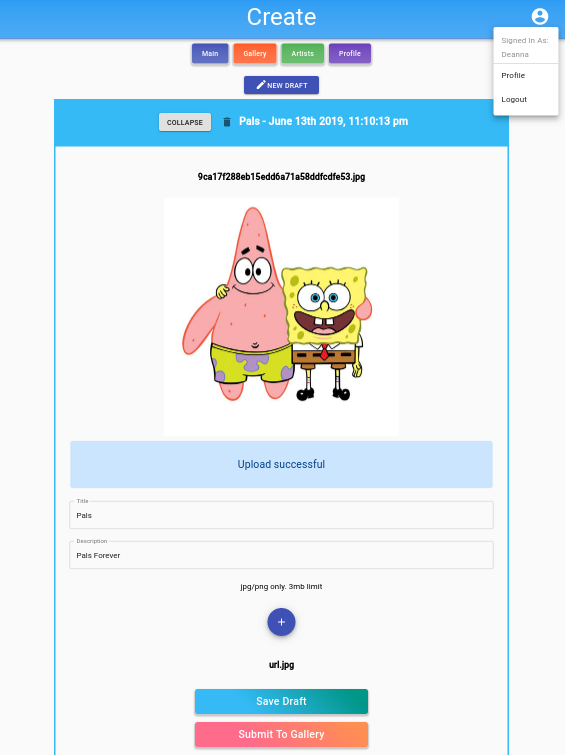 Create
Signed In As:
Deanna
Profile
Logout
Main
Gallery
Artists
Profile
NEW DRAFT
COLLAPSE
Pals - June 13th 2019, 11:10:13 pm
9ca17f288eb15edd6a71a58ddfcdfe53.jpg
Upload successful
Title
Pals
Description
Pals Forever
jpg/png only. 3mb limit
+
url.jpg
Save Draft
Submit To Gallery